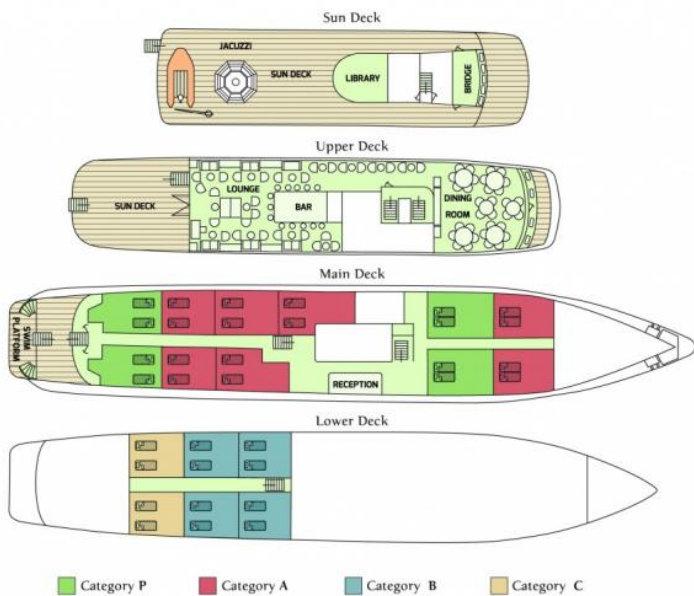 Sun Deck
JACUZZI
SUN DECK
LIBRARY
BRIDGE
Upper Deck
SUN DECK
LOUNGE
BAR
DINING
ROOM
Main Deck
SWIM
PLATFORM
RECEPTION
Lower Deck
Category P
Category A
Category B
Category C